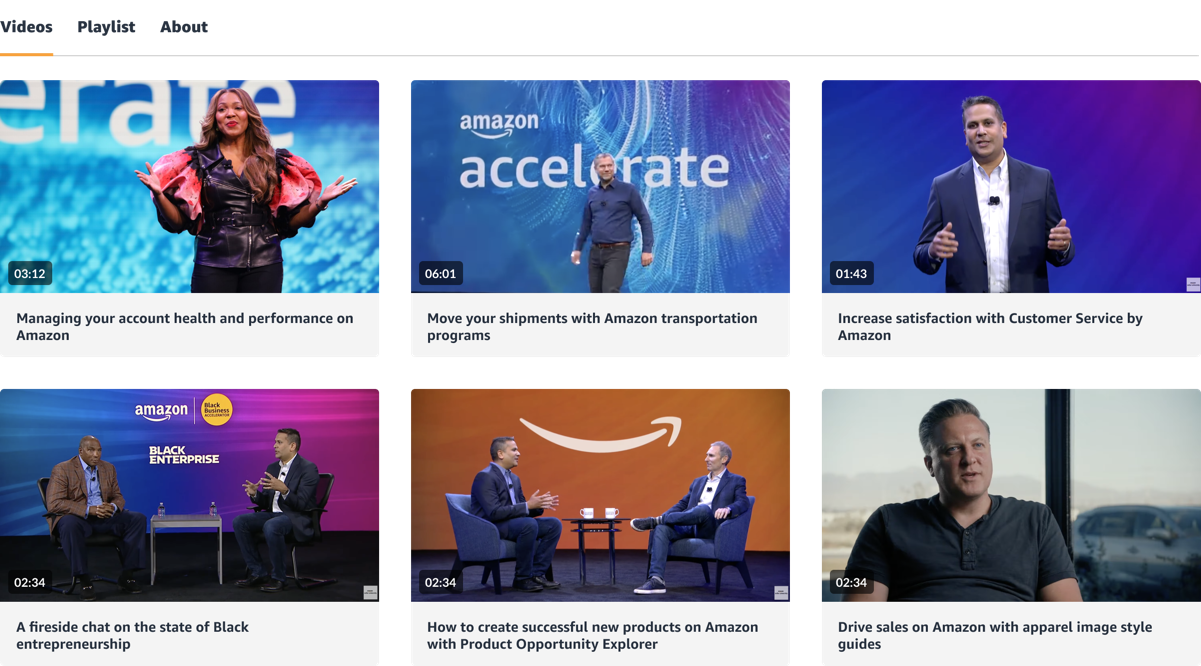 Videos Playlist About
erate
03:12
Managing your account health and performance on
Amazon
amazon
accelerate
06:01
Move your shipments with Amazon transportation
programs
01:43
Increase satisfaction with Customer Service by
Amazon
amazon
Black
Business
ACCELERATOR
BLACK
ENTERPRISE
02:34
A fireside chat on the state of Black
entrepreneurship
02:34
How to create successful new products on Amazon
with Product Opportunity Explorer
02:34
Drive sales on Amazon with apparel image style
guides